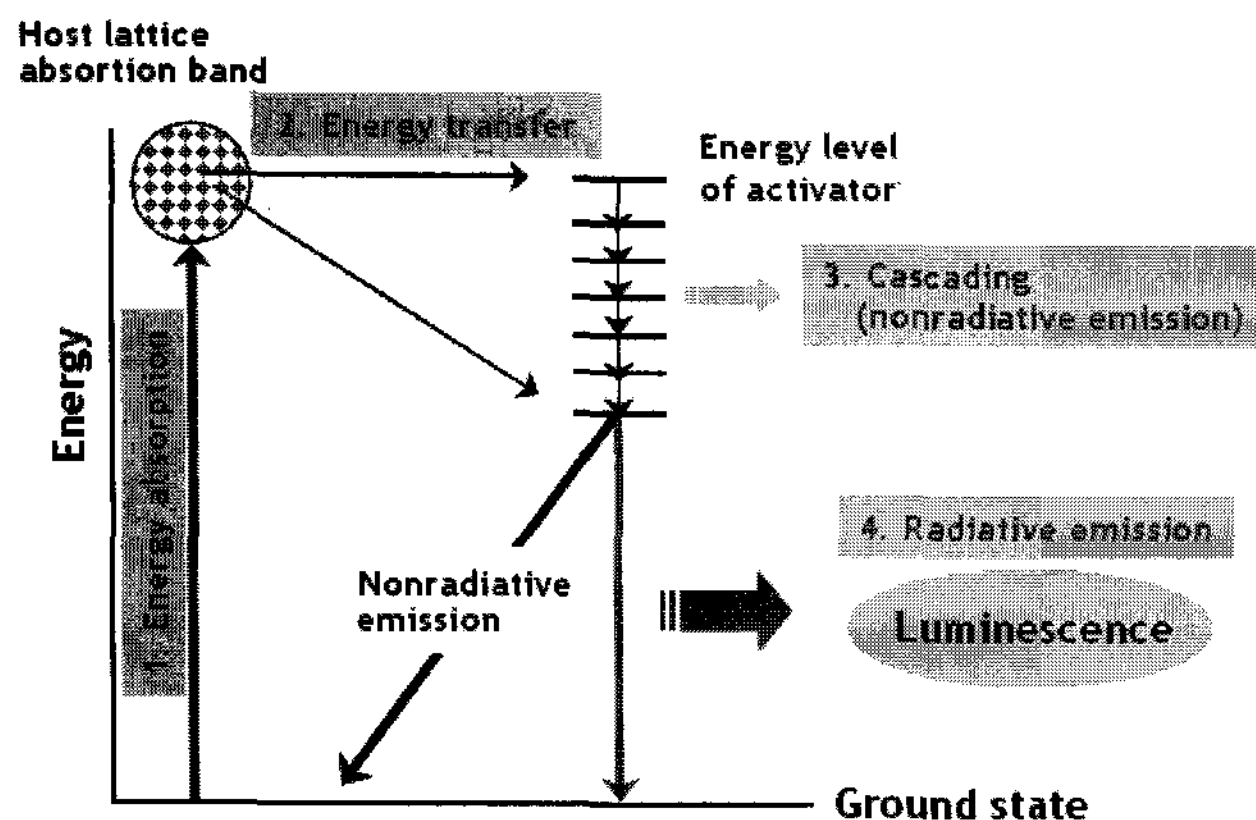 Host lattice
absortion band
2. Energy transfer
Energy level
of activator
3. Cascading
(nonradiative emission)
Energy
1. Energy absorption
4. Radiative emission
Nonradiative
emission
Luminescence
Ground state